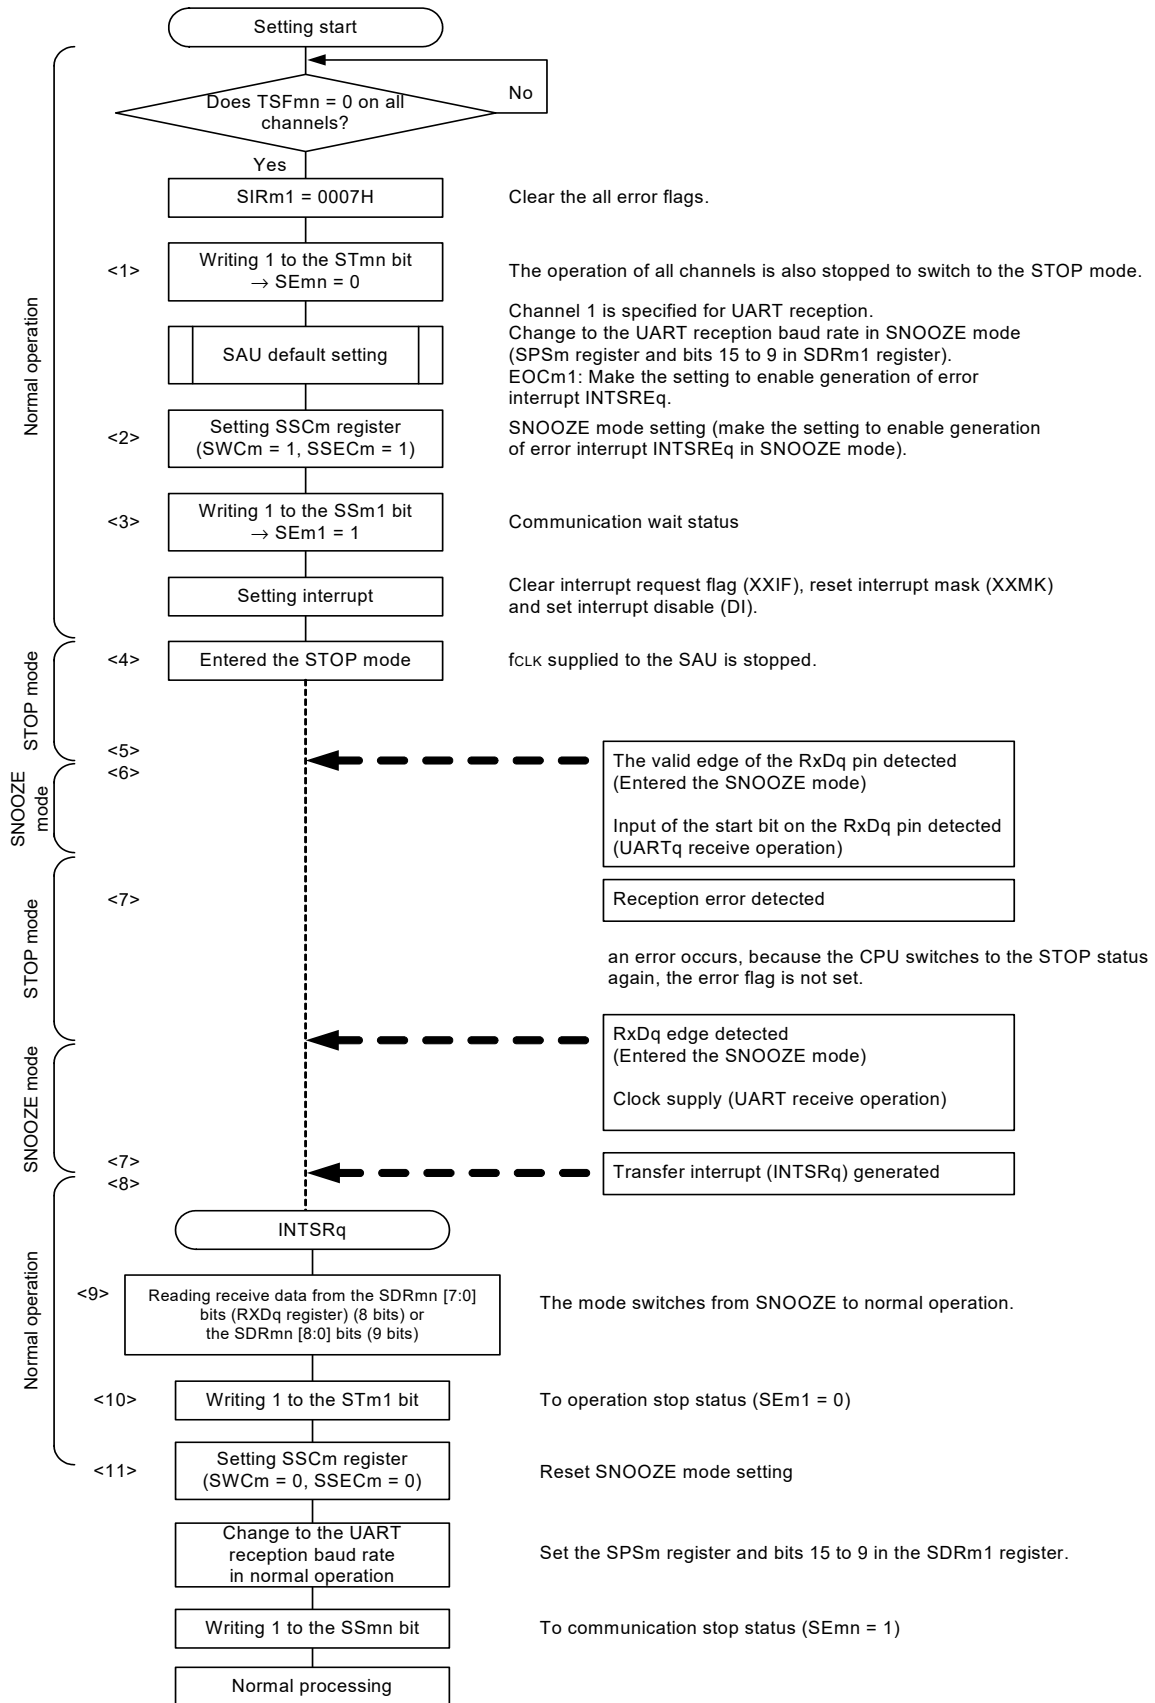 Setting start
No
Does TSFmn = 0 on all
channels?
Yes
SIRm1 = 0007H
Clear the all error flags.
<1>
Writing 1 to the STmn bit
→ SEmn = 0
The operation of all channels is also stopped to switch to the STOP mode.
SAU default setting
Channel 1 is specified for UART reception.
Change to the UART reception baud rate in SNOOZE mode
(SPSm register and bits 15 to 9 in SDRm1 register).
EOCm1: Make the setting to enable generation of error
interrupt INTSREq.
Normal operation
<2>
Setting SSCm register
(SWCm = 1, SSECm = 1)
SNOOZE mode setting (make the setting to enable generation
of error interrupt INTSREq in SNOOZE mode).
<3>
Writing 1 to the SSm1 bit
→ SEm1 = 1
Communication wait status
Setting interrupt
Clear interrupt request flag (XXIF), reset interrupt mask (XXMK)
and set interrupt disable (DI).
STOP mode
<4>
Entered the STOP mode
fCLK supplied to the SAU is stopped.
<5>
<6>
SNOOZE
mode
The valid edge of the RxDq pin detected
(Entered the SNOOZE mode)
Input of the start bit on the RxDq pin detected
(UARTq receive operation)
STOP mode
<7>
Reception error detected
an error occurs, because the CPU switches to the STOP status
again, the error flag is not set.
RxDq edge detected
(Entered the SNOOZE mode)
Clock supply (UART receive operation)
SNOOZE mode
<7>
<8>
Transfer interrupt (INTSRq) generated
INTSRq
Normal operation
<9>
Reading receive data from the SDRmn [7:0]
bits (RXDq register) (8 bits) or
the SDRmn [8:0] bits (9 bits)
The mode switches from SNOOZE to normal operation.
<10>
Writing 1 to the STm1 bit
To operation stop status (SEm1 = 0)
<11>
Setting SSCm register
(SWCm = 0, SSECm = 0)
Reset SNOOZE mode setting
Change to the UART
reception baud rate
in normal operation
Set the SPSm register and bits 15 to 9 in the SDRm1 register.
Writing 1 to the SSmn bit
To communication stop status (SEmn = 1)
Normal processing